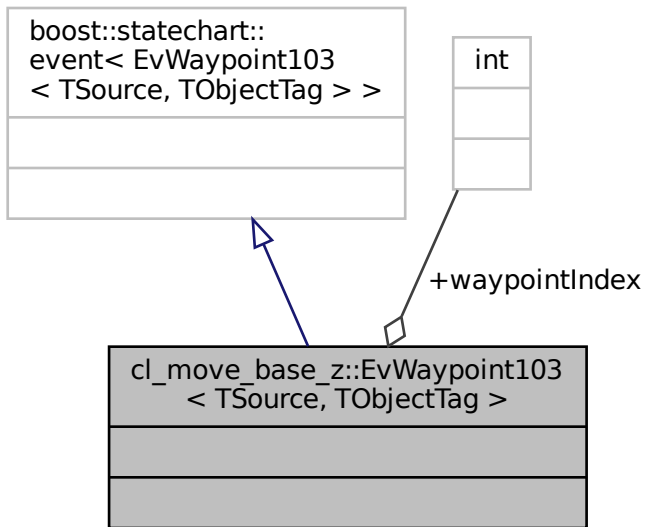 boost::statechart::
event< EvWaypoint103
< TSource, TObjectTag > >
int
+waypointIndex
cl_move_base_z::EvWaypoint103
< TSource, TObjectTag >